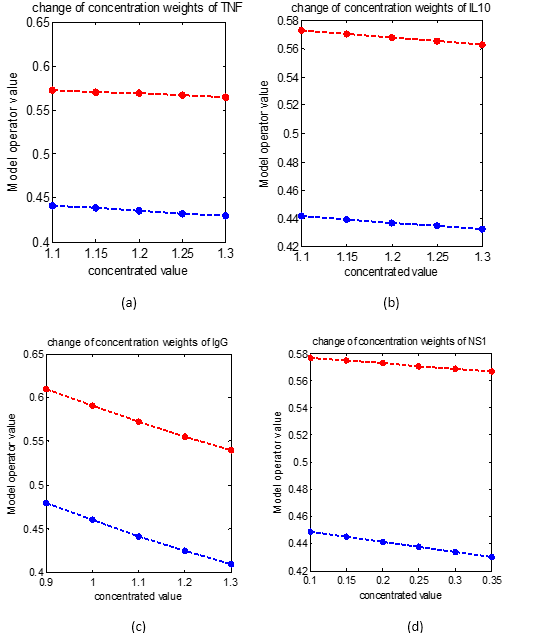 change of concentration weights of TNF
0.65
0.6
0.55
0.5
0.45
0.4
Model operator value
1.1 1.15 1.2 1.25 1.3
concentrated value
(a)
change of concentration weights of IL10
0.58
0.56
0.54
0.52
0.5
0.48
0.46
0.44
0.42
Model operator value
1.1 1.15 1.2 1.25 1.3
concentrated value
(b)
change of concentration weights of IgG
0.65
0.6
0.55
0.5
0.45
0.4
Model operator value
0.9 1 1.1 1.2 1.3
concentrated value
(c)
change of concentration weights of NS1
0.58
0.56
0.54
0.52
0.5
0.48
0.46
0.44
0.42
Model operator value
0.1 0.15 0.2 0.25 0.3 0.35
concentrated value
(d)